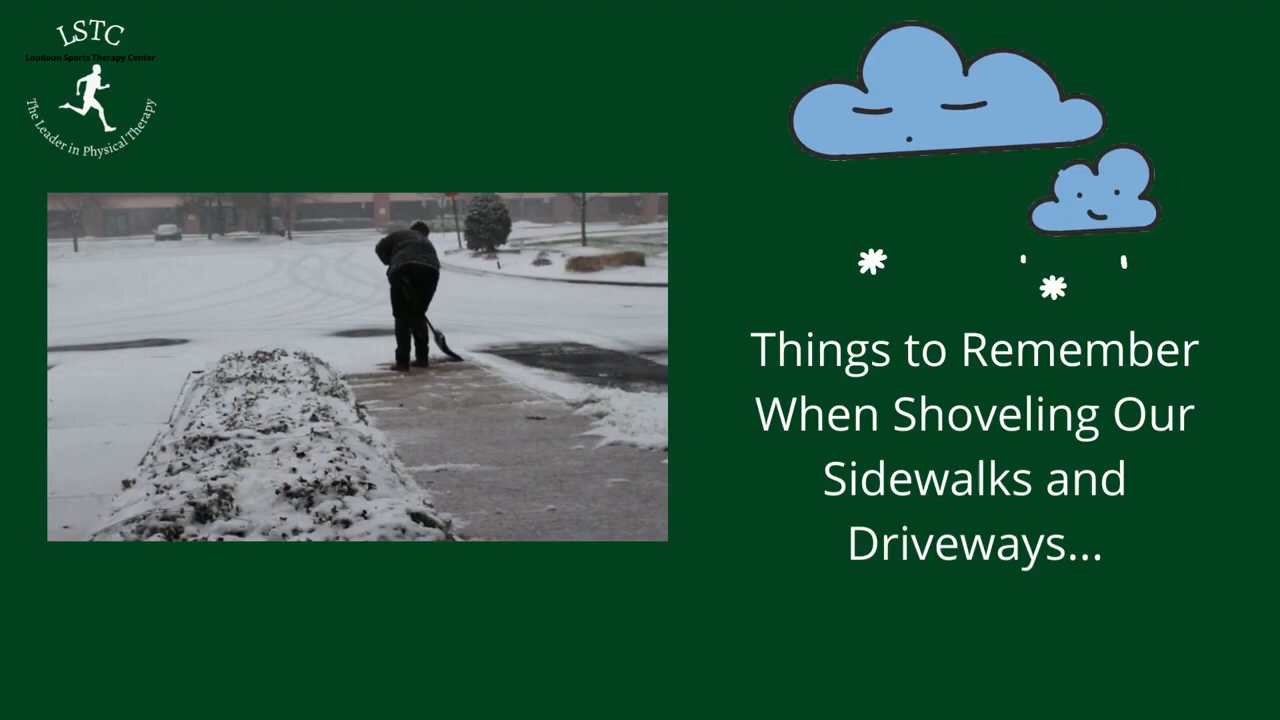 LSTC
Loudoun Sports Therapy Center
The Leader in Physical Therapy
Things to Remember
When Shoveling Our
Sidewalks and
Driveways...